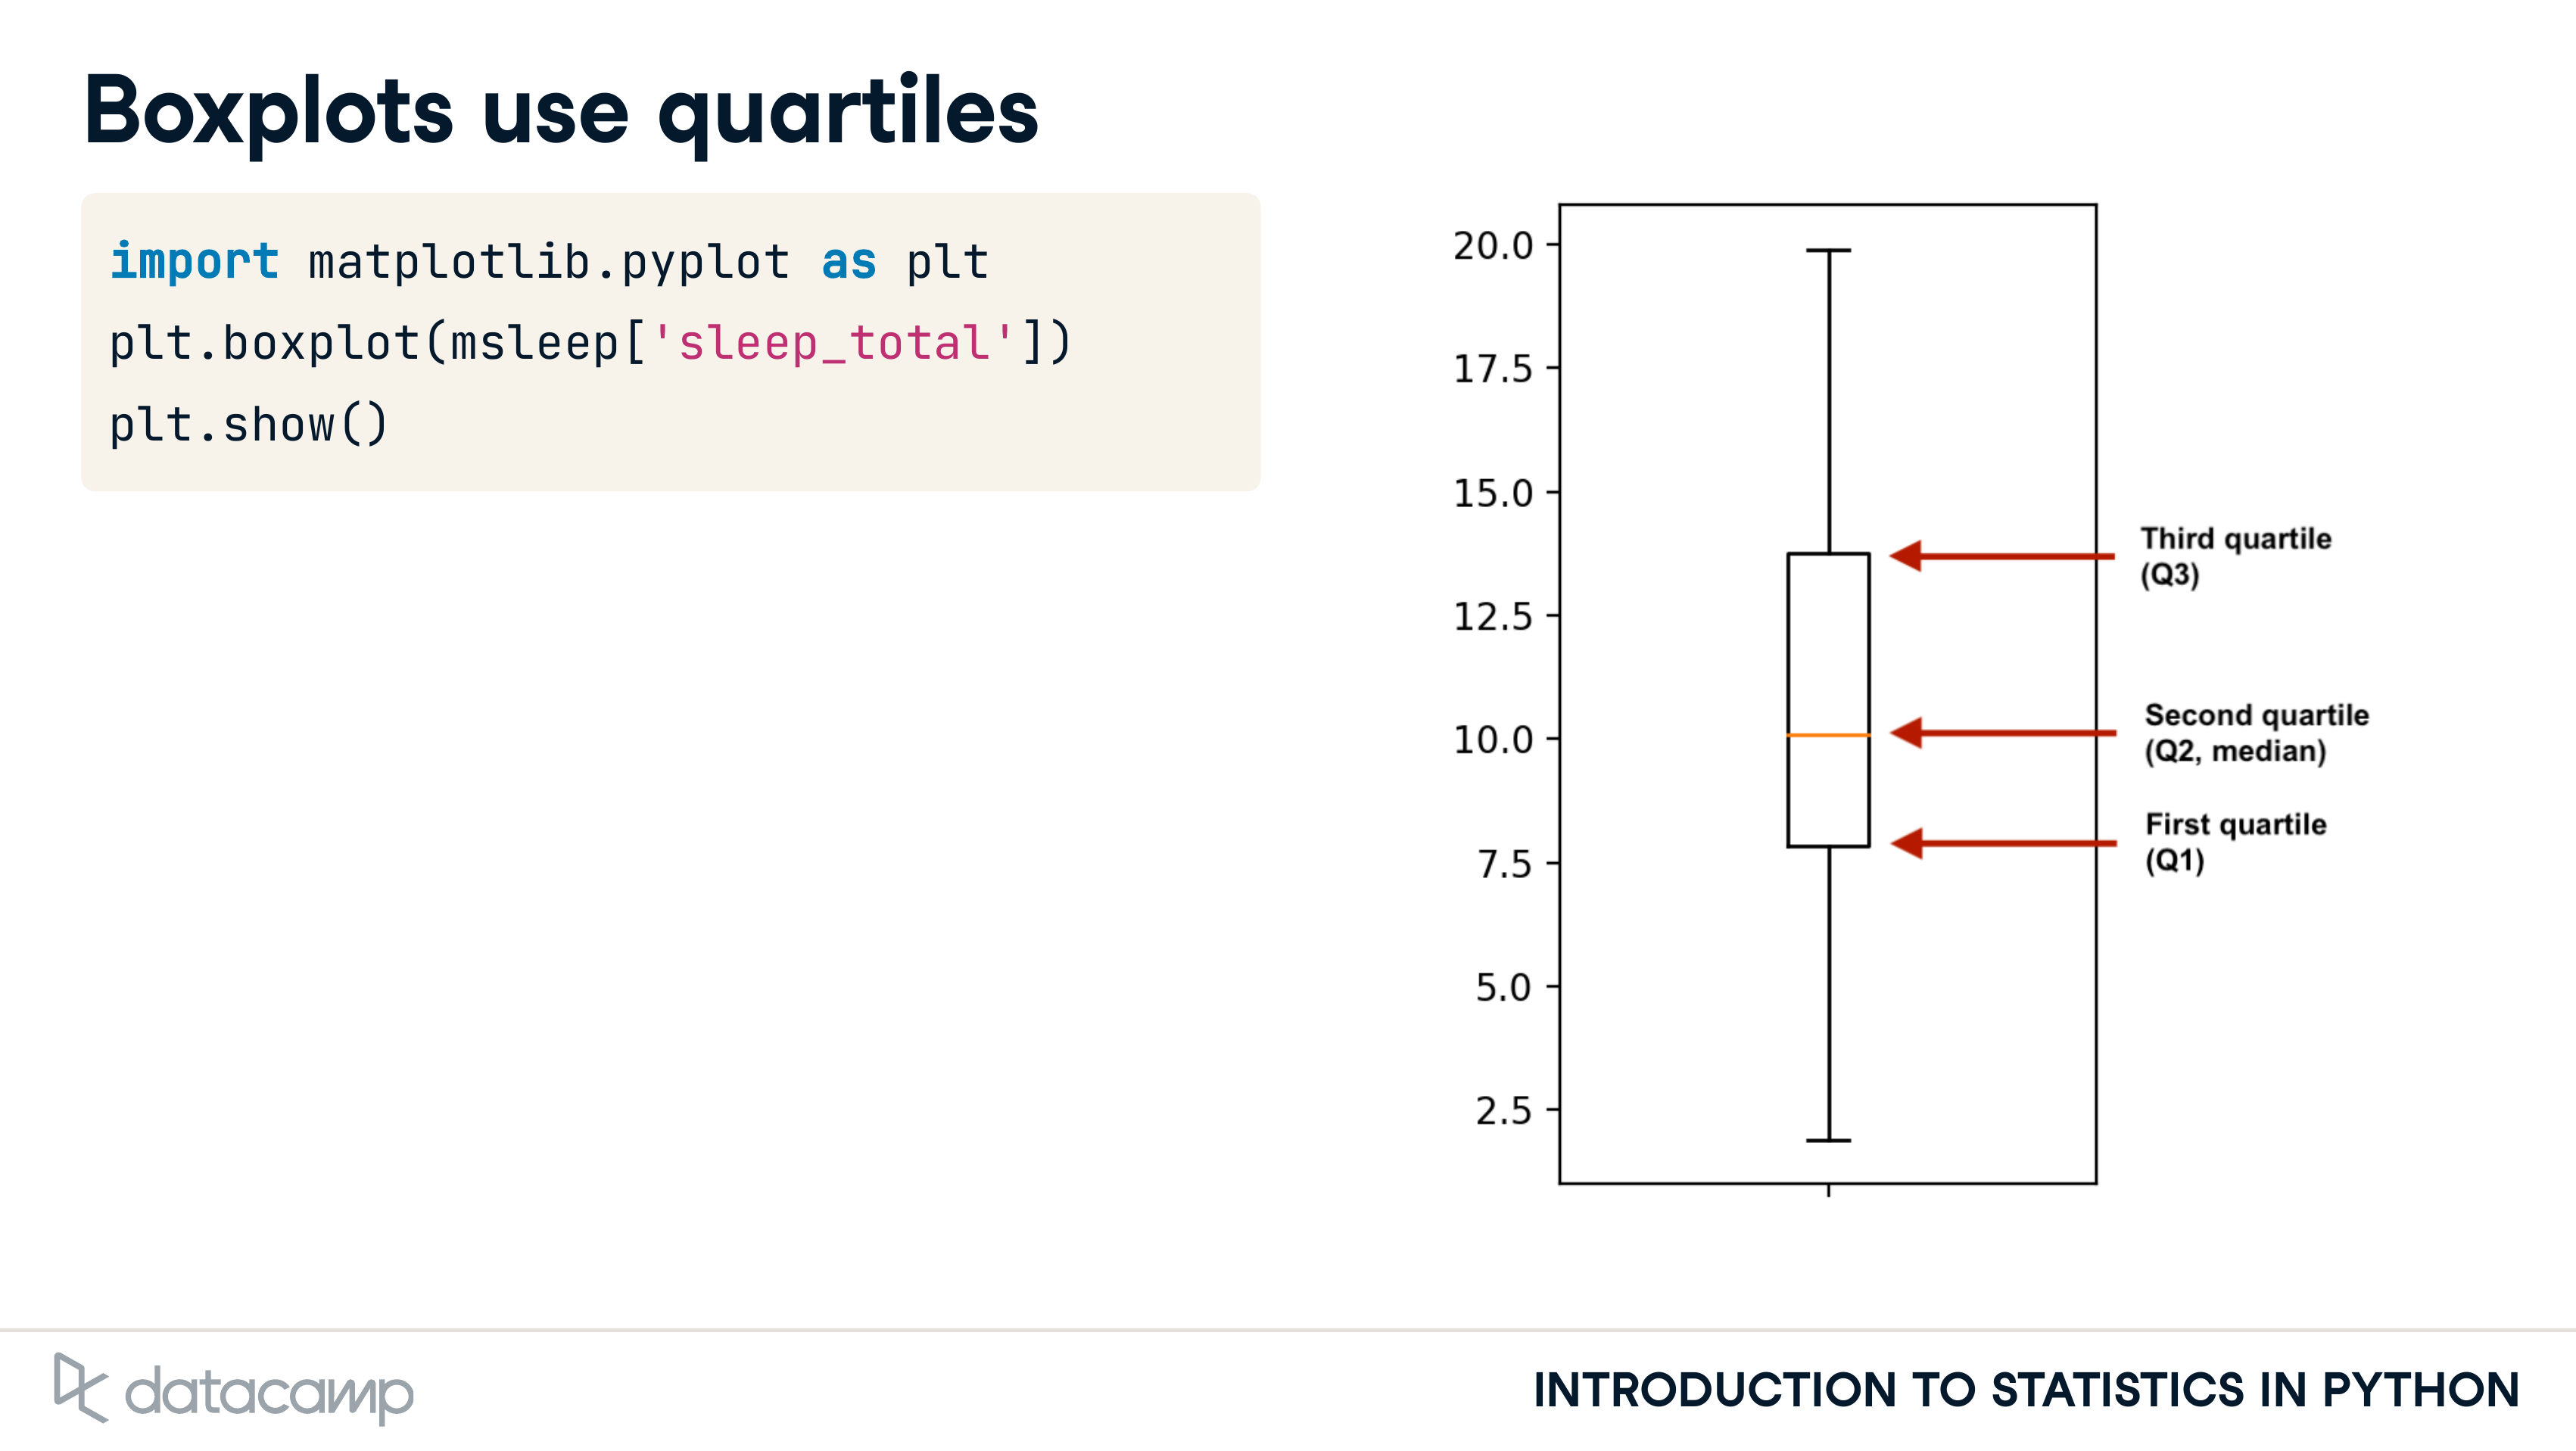 Boxplots use quartiles
import matplotlib.pyplot as plt
plt.boxplot(msleep['sleep_total'])
plt.show()
20.0
17.5
15.0
12.5
10.0
7.5
5.0
2.5
Third quartile
(Q3)
Second quartile
(Q2, median)
First quartile
(Q1)
datacamp
INTRODUCTION TO STATISTICS IN PYTHON